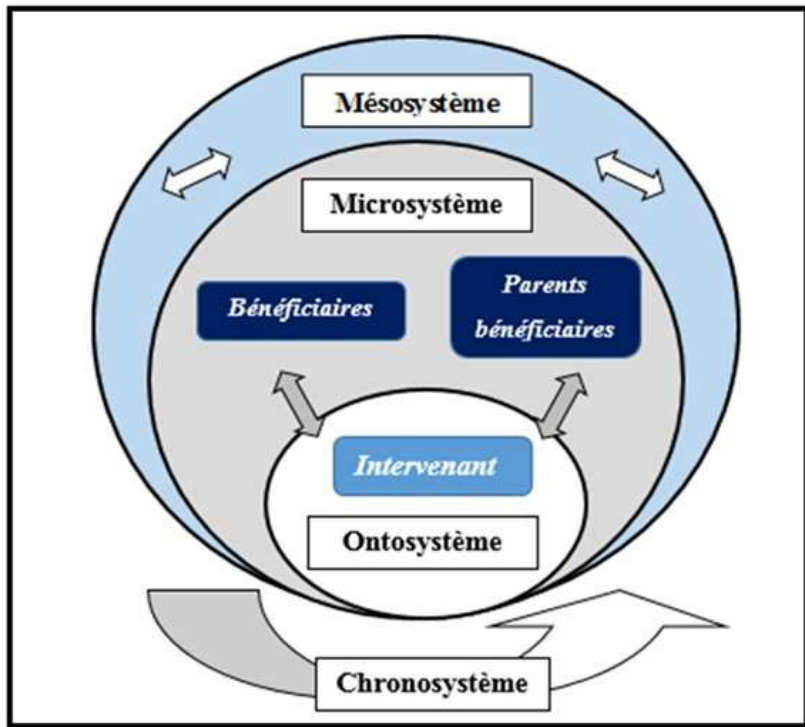 Mésosystème
Microsystème
Bénéficiaires
Parents
bénéficiaires
Intervenant
Ontosystème
Chronosystème